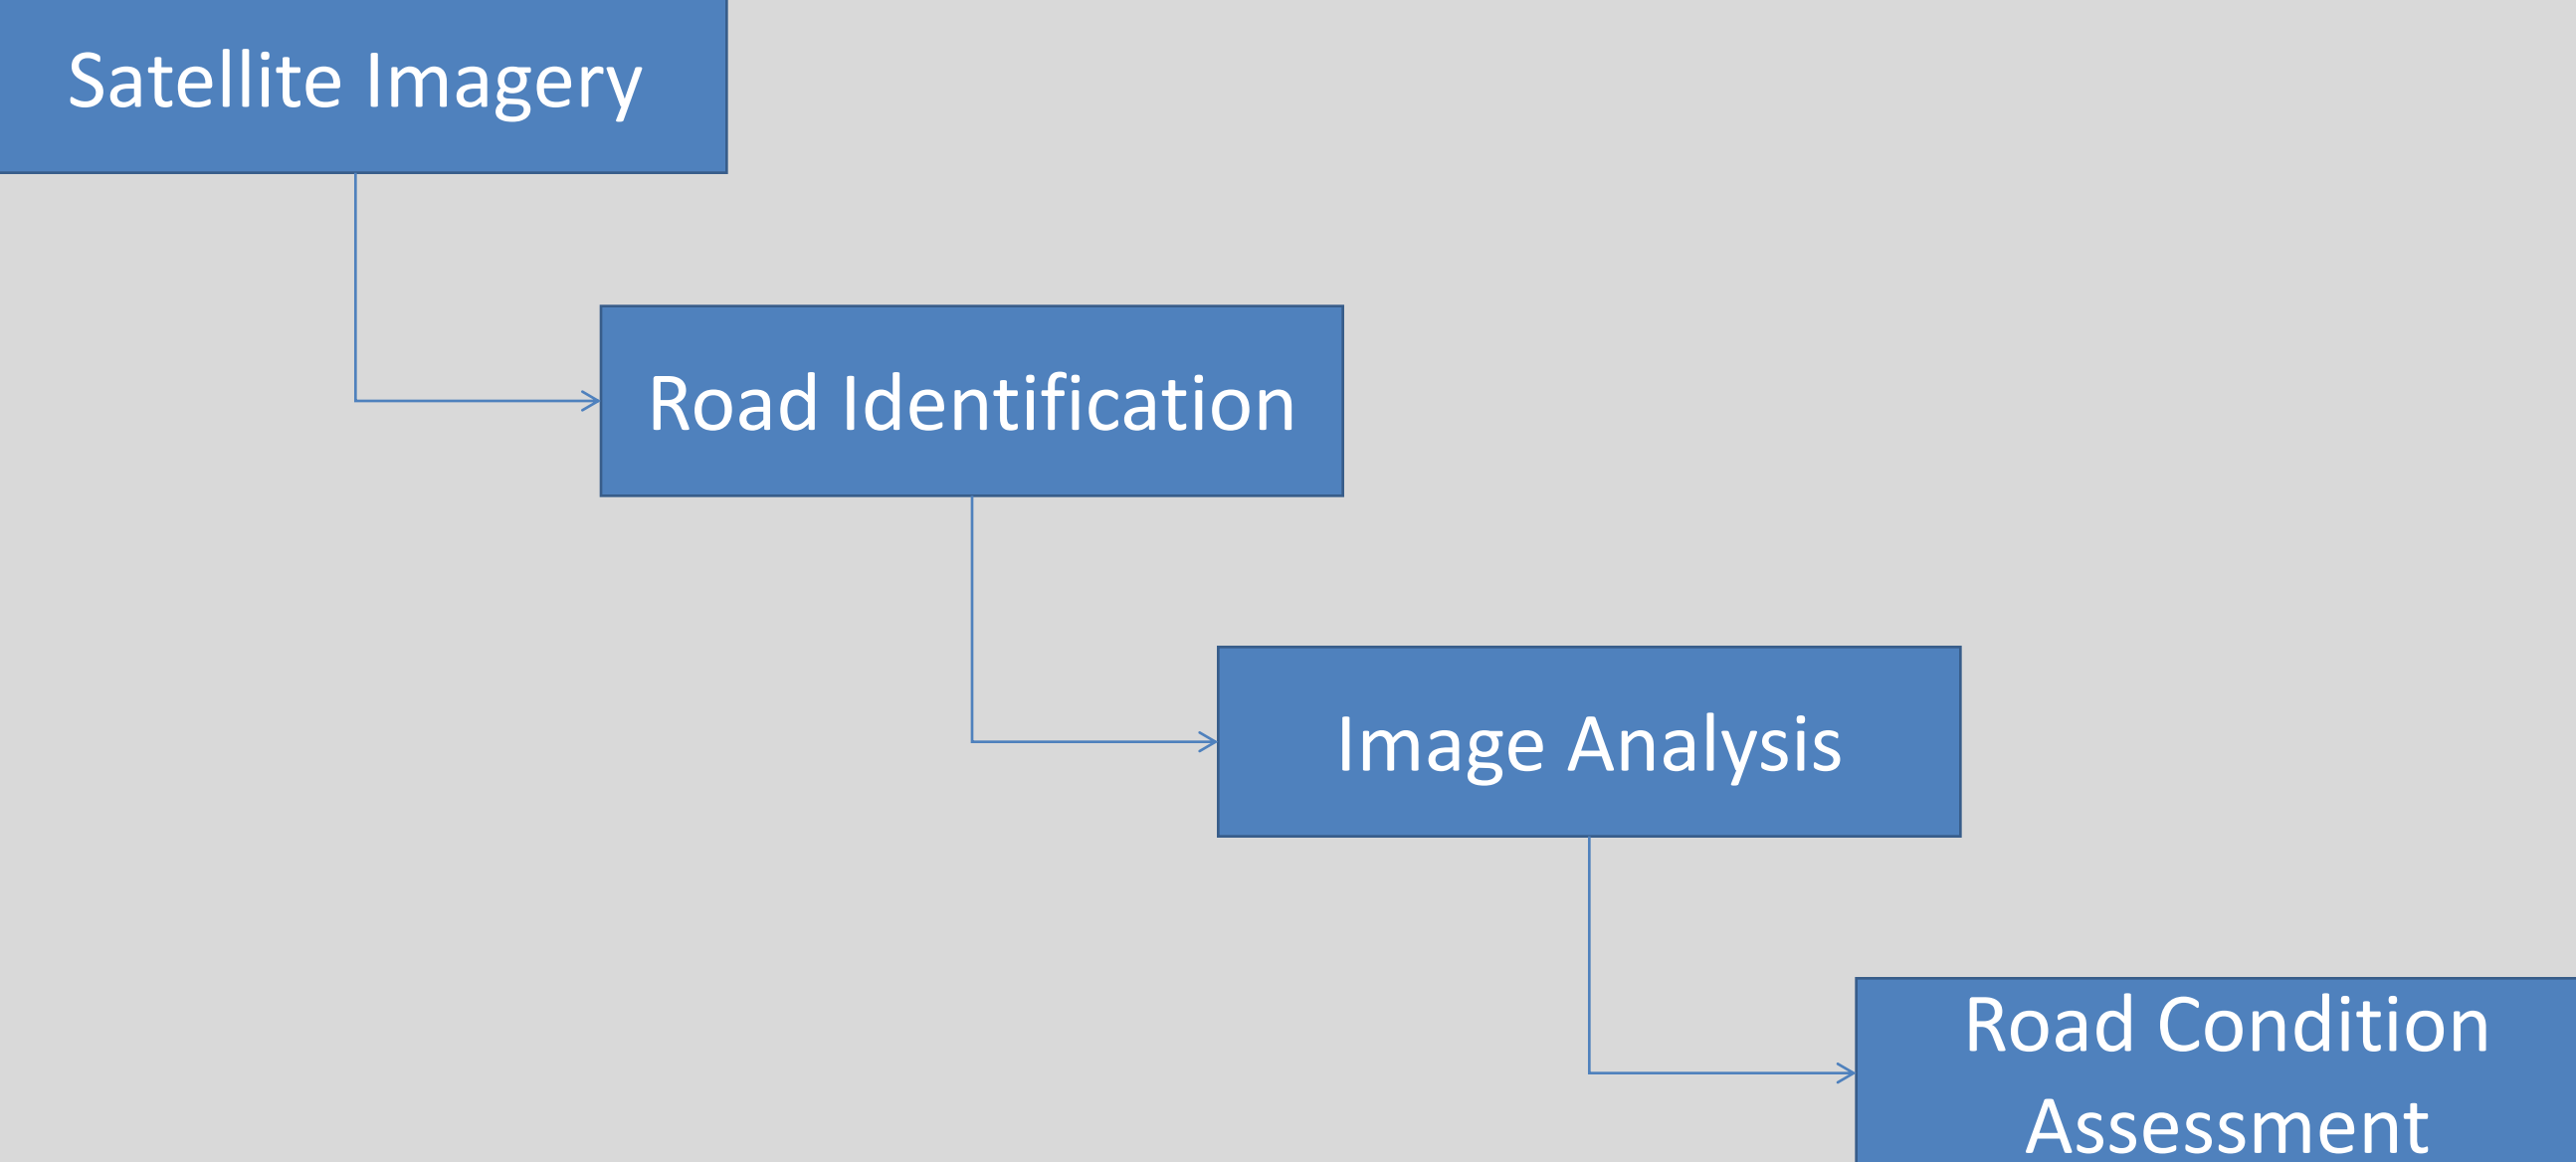 Satellite Imagery
Road Identification
Image Analysis
Road Condition
Assessment